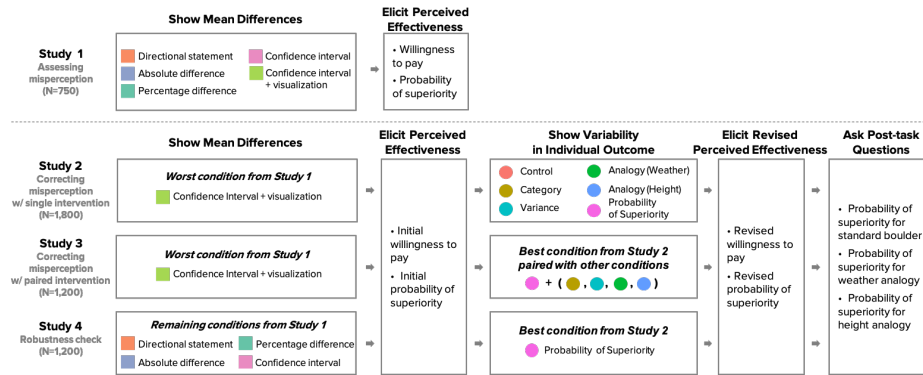 Show Mean Differences
Elicit Perceived
Effectiveness
Study 1
Assessing
misperception
(N=750)
Directional statement
Absolute difference
Percentage difference
Confidence interval
Confidence interval
+ visualization
• Willingness
to pay
• Probability
of superiority
Show Mean Differences
Elicit Perceived
Effectiveness
Show Variability
in Individual Outcome
Elicit Revised
Perceived Effectiveness
Ask Post-task
Questions
Study 2
Correcting
misperception
w/ single intervention
(N=1,800)
Worst condition from Study 1
Confidence Interval + visualization
Control
Category
Variance
Analogy (Weather)
Analogy (Height)
Probability
of Superiority
Study 3
Correcting
misperception
w/ paired intervention
(N=1,200)
Worst condition from Study 1
Confidence Interval + visualization
• Initial
willingness to
pay
• Initial
probability of
superiority
Best condition from Study 2
paired with other conditions
+ ( , , , )
• Revised
willingness to
pay
• Revised
probability of
superiority
• Probability of
superiority for
standard boulder
• Probability of
superiority for
weather analogy
• Probability of
superiority for
height analogy
Study 4
Robustness check
(N=1,200)
Remaining conditions from Study 1
Directional statement
Percentage difference
Absolute difference
Confidence interval
Best condition from Study 2
Probability of Superiority